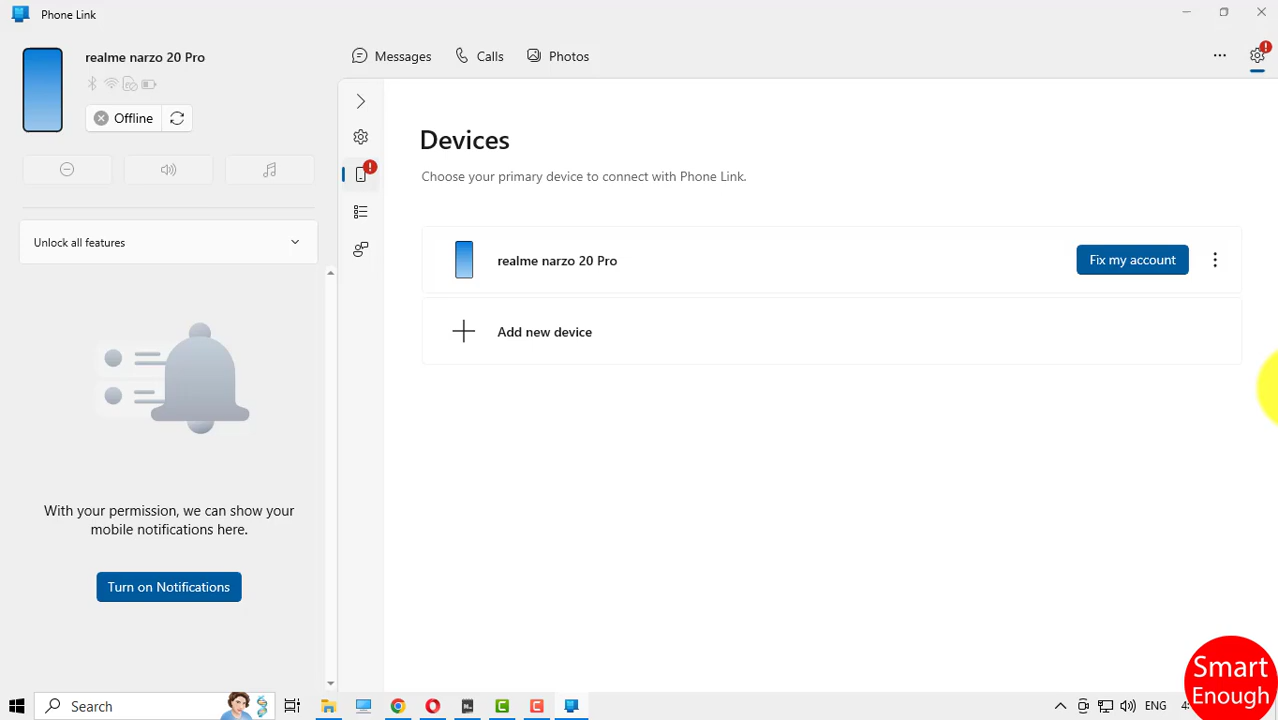 Phone Link
realme narzo 20 Pro
Offline
Unlock all features
With your permission, we can show your
mobile notifications here.
Turn on Notifications
Messages
Calls
Photos
Devices
Choose your primary device to connect with Phone Link.
realme narzo 20 Pro
Fix my account
Add new device
Search
ENG
Smart
Enough